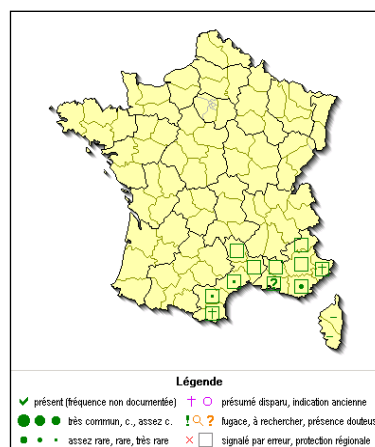 Légende
présent (fréquence non documentée) présumé disparu, indication ancienne
très commun, c., assez c. fugace, à rechercher, présence douteus
assez rare, rare, très rare signalé par erreur, protection régionale